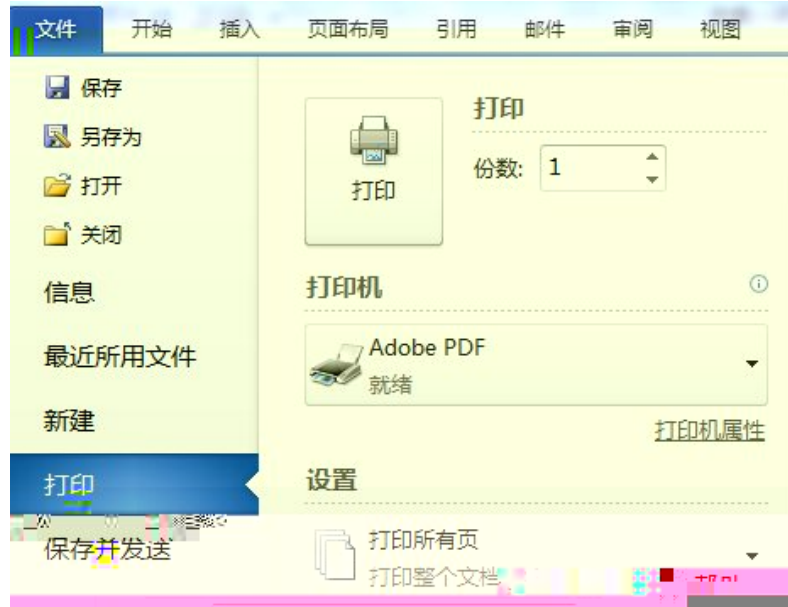 文件 开始 插入 页面布局 引用 邮件 审阅 视图
保存
另存为
打开
关闭
信息
最近所用文件
新建
打印
保存并发送
打印
打印
份数: 1
打印机
Adobe PDF
就绪
打印机属性
设置
打印所有页
打印整个文档